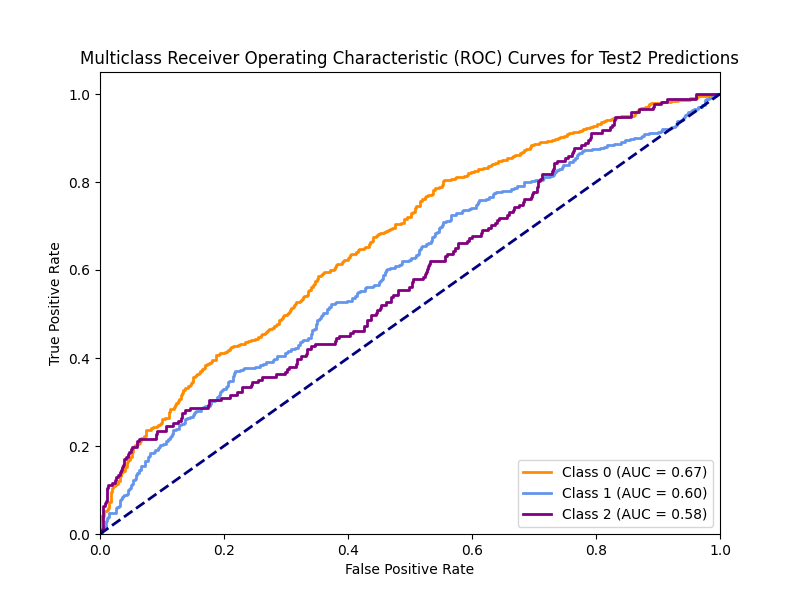 Multiclass Receiver Operating Characteristic (ROC) Curves for Test2 Predictions
1.0
0.8
0.6
0.4
0.2
0.0
True Positive Rate
Class 0 (AUC = 0.67)
Class 1 (AUC = 0.60)
Class 2 (AUC = 0.58)
0.0 0.2 0.4 0.6 0.8 1.0
False Positive Rate